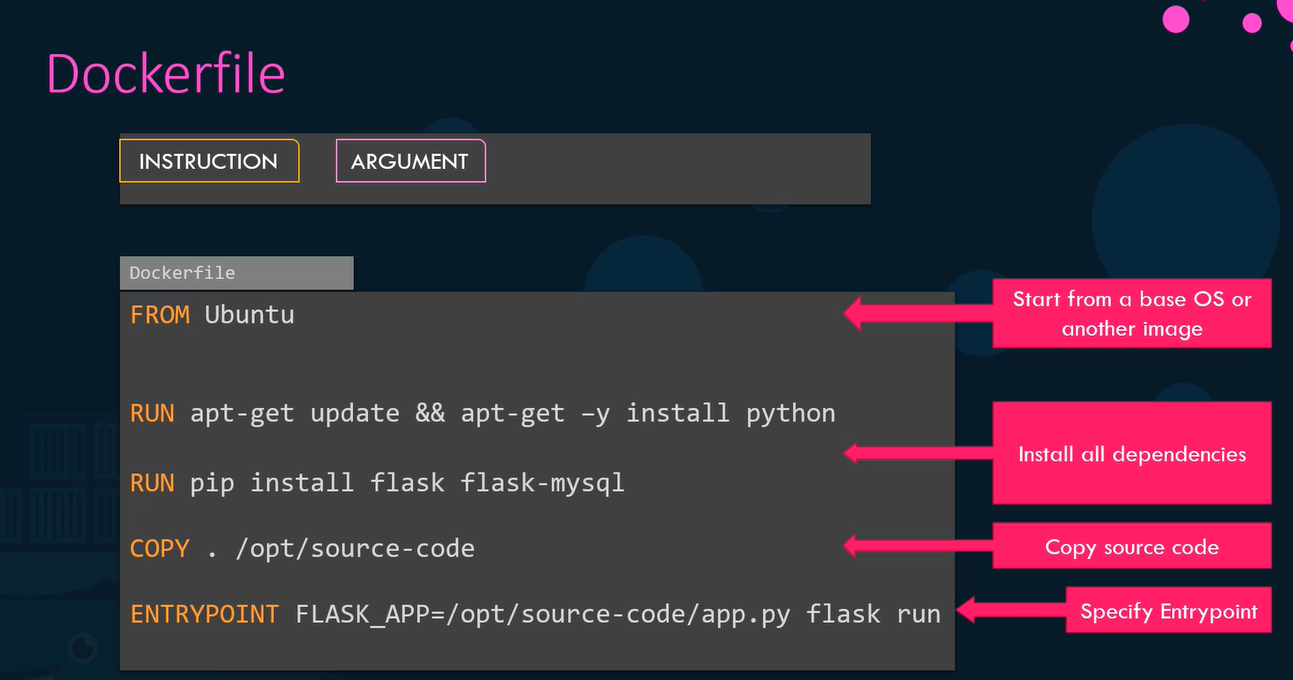 Dockerfile
INSTRUCTION ARGUMENT
Dockerfile
FROM Ubuntu
Start from a base OS or
another image
RUN apt-get update && apt-get –y install python
Install all dependencies
RUN pip install flask flask-mysql
COPY . /opt/source-code
Copy source code
ENTRYPOINT FLASK_APP=/opt/source-code/app.py flask run
Specify Entrypoint